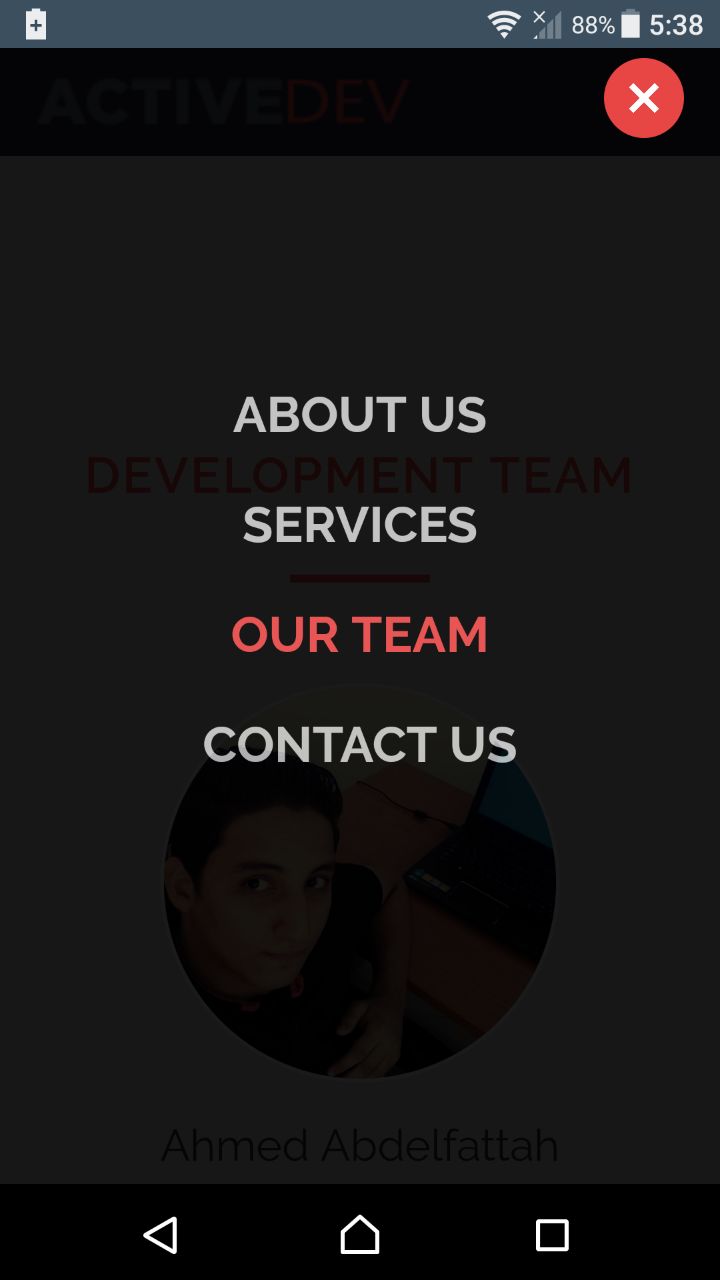 88% 5:38
ACTIVEDEV
ABOUT US
DEVELOPMENT TEAM
SERVICES
OUR TEAM
CONTACT US
Ahmed Abdelfattah